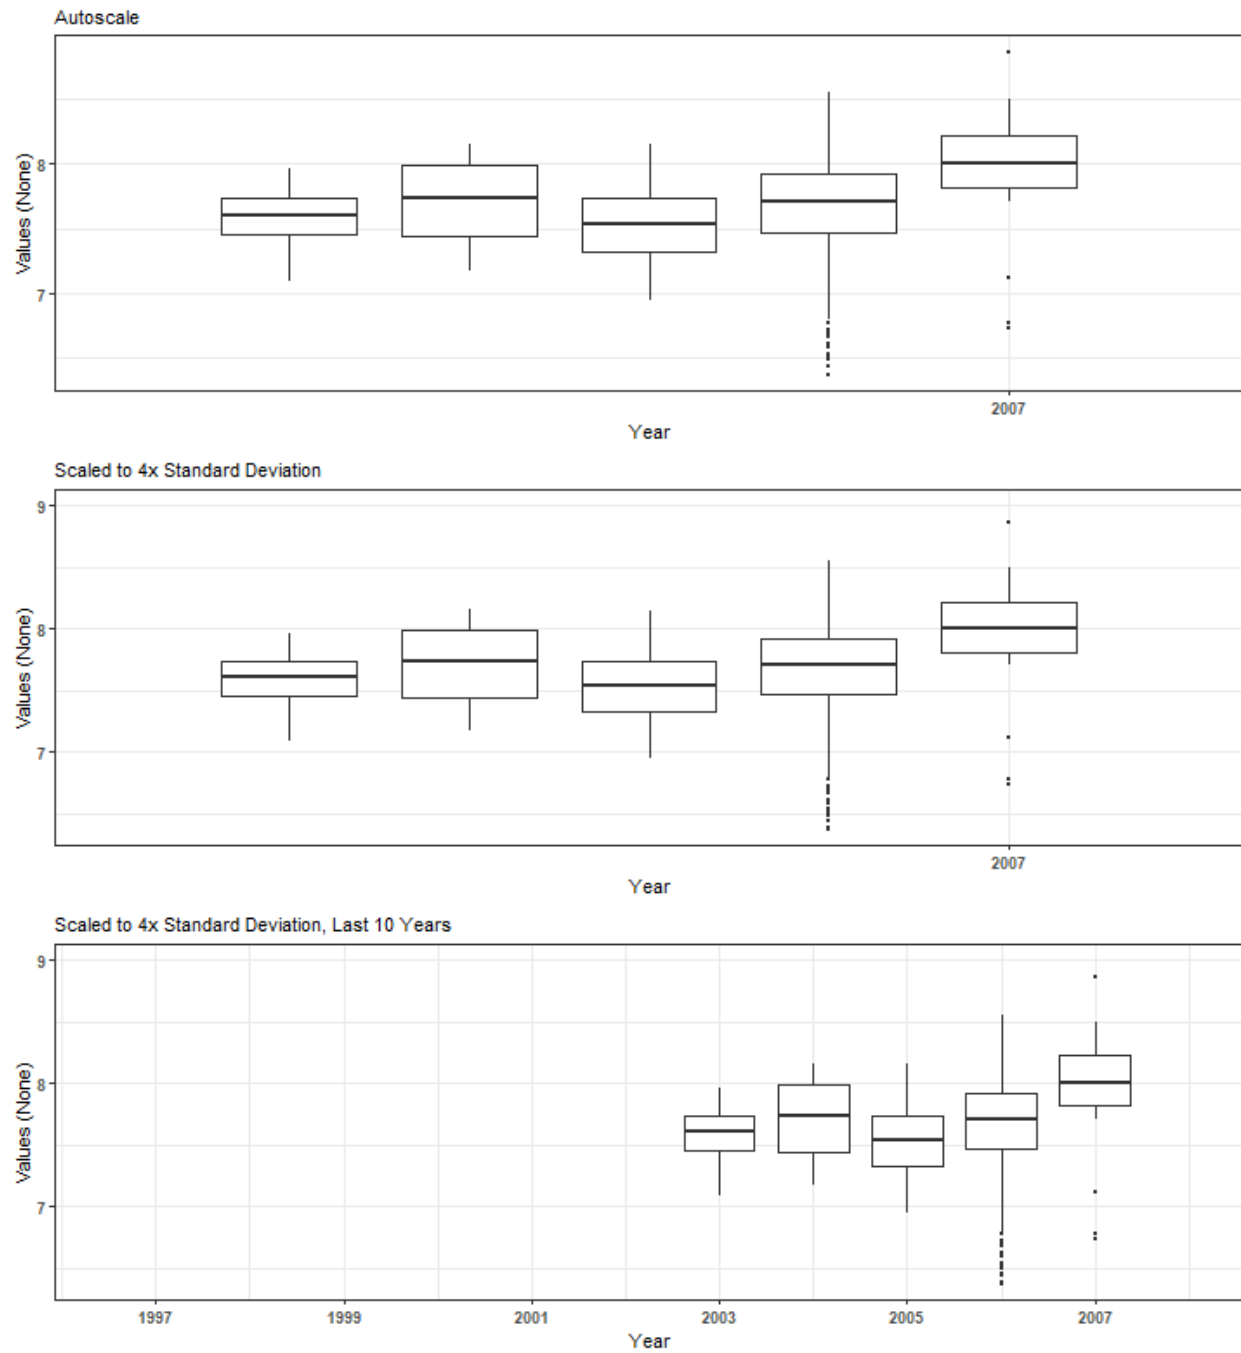 Autoscale
8
7
Values (None)
2007
Year
Scaled to 4x Standard Deviation
9
8
7
Values (None)
2007
Year
Scaled to 4x Standard Deviation, Last 10 Years
9
8
7
Values (None)
1997 1999 2001 2003 2005 2007
Year